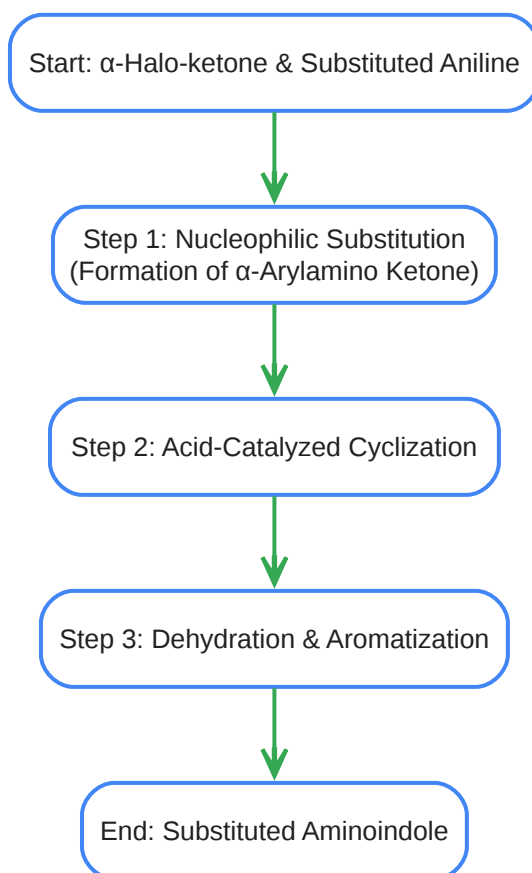 Start: α-Halo-ketone & Substituted Aniline
Step 1: Nucleophilic Substitution
(Formation of α-Arylamino Ketone)
Step 2: Acid-Catalyzed Cyclization
Step 3: Dehydration & Aromatization
End: Substituted Aminoindole